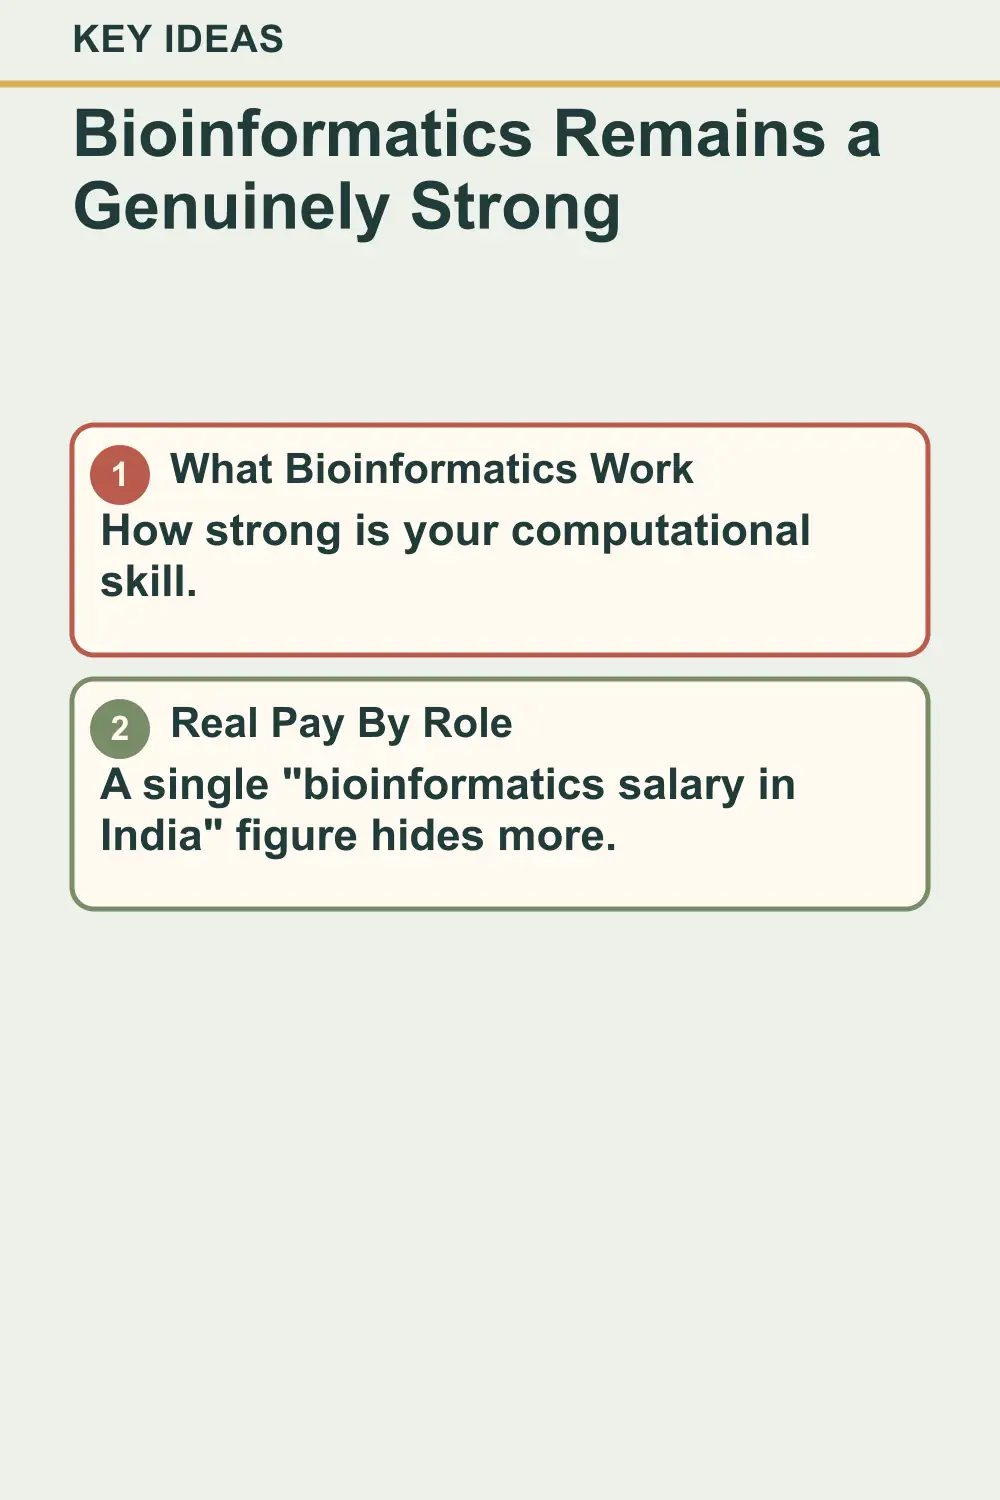 KEY IDEAS
Bioinformatics Remains a
Genuinely Strong
1 What Bioinformatics Work
How strong is your computational
skill.
2 Real Pay By Role
A single "bioinformatics salary in
India" figure hides more.